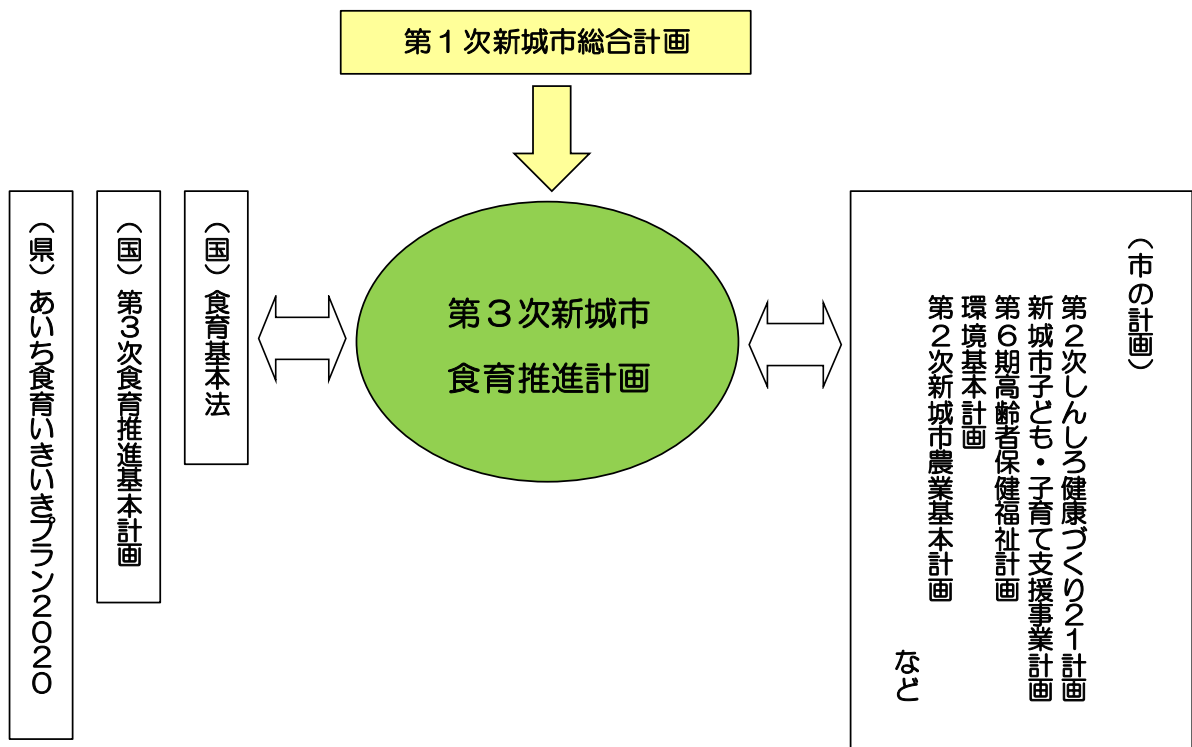 第１次新城市総合計画
第３次新城市
食育推進計画
（国）食育基本法
（国）第３次食育推進基本計画
（県）あいち食育いきいきプラン２０２０
（市の計画）
第２次しんしろ健康づくり２１計画
新城市子ども・子育て支援事業計画
第６期高齢者保健福祉計画
環境基本計画
第２次新城市農業基本計画
など